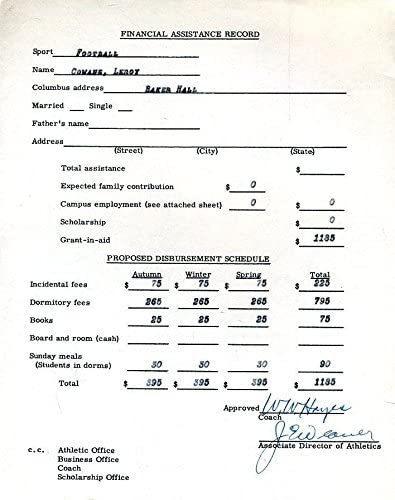 FINANCIAL ASSISTANCE RECORD
Sport FOOTBALL
Name COWANS, LEROY
Columbus address BAKER HALL
Married ___ Single ___
Father's name
Address
(Street) (City) (State)
Total assistance $
Expected family contribution $ 0
Campus employment (see attached sheet) $ 0 $ 0
Scholarship $ 0
Grant-in-aid $ 1185
PROPOSED DISBURSEMENT SCHEDULE
Autumn Winter Spring Total
Incidental fees $ 75 $ 75 $ 75 $ 225
Dormitory fees 265 265 265 795
Books 25 25 25 75
Board and room (cash)
Sunday meals
(Students in dorms) 30 30 30 90
Total $ 395 $ 395 $ 395 $ 1185
Approved W.W. Hayes
Coach
J.E. Weaver
Associate Director of Athletics
c.c. Athletic Office
Business Office
Coach
Scholarship Office